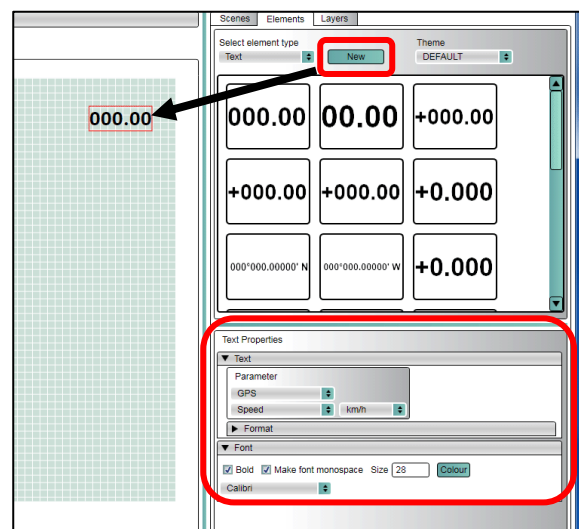 Scenes Elements Layers
Select element type Theme
Text New DEFAULT
000.00
000.00 00.00 +000.00
+000.00 +000.00 +0.000
000°000.00000' N 000°000.00000' W +0.000
Text Properties
Text
Parameter
GPS
Speed km/h
Format
Font
Bold Make font monospace Size 28 Colour
Calibri